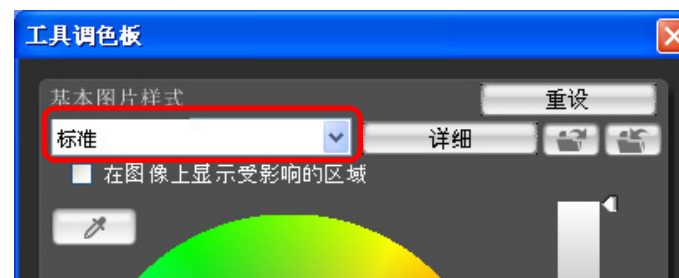 工具调色板
基本图片样式 重设
标准 详细
在图像上显示受影响的区域